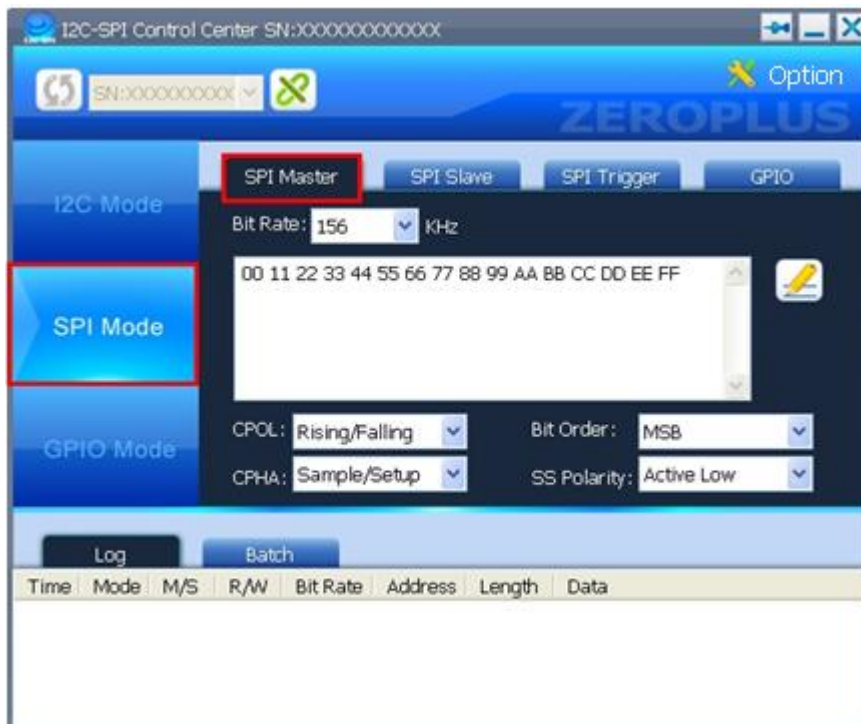 I2C-SPI Control Center SN:XXXXXXXXXXXXX
SN:XXXXXXXXXX
Option
ZEROPLUS
I2C Mode
SPI Mode
GPIO Mode
SPI Master SPI Slave SPI Trigger GPIO
Bit Rate: 156 KHz
00 11 22 33 44 55 66 77 88 99 AA BB CC DD EE FF
CPOL: Rising/Falling Bit Order: MSB
CPHA: Sample/Setup SS Polarity: Active Low
Log Batch
Time Mode M/S R/W Bit Rate Address Length Data